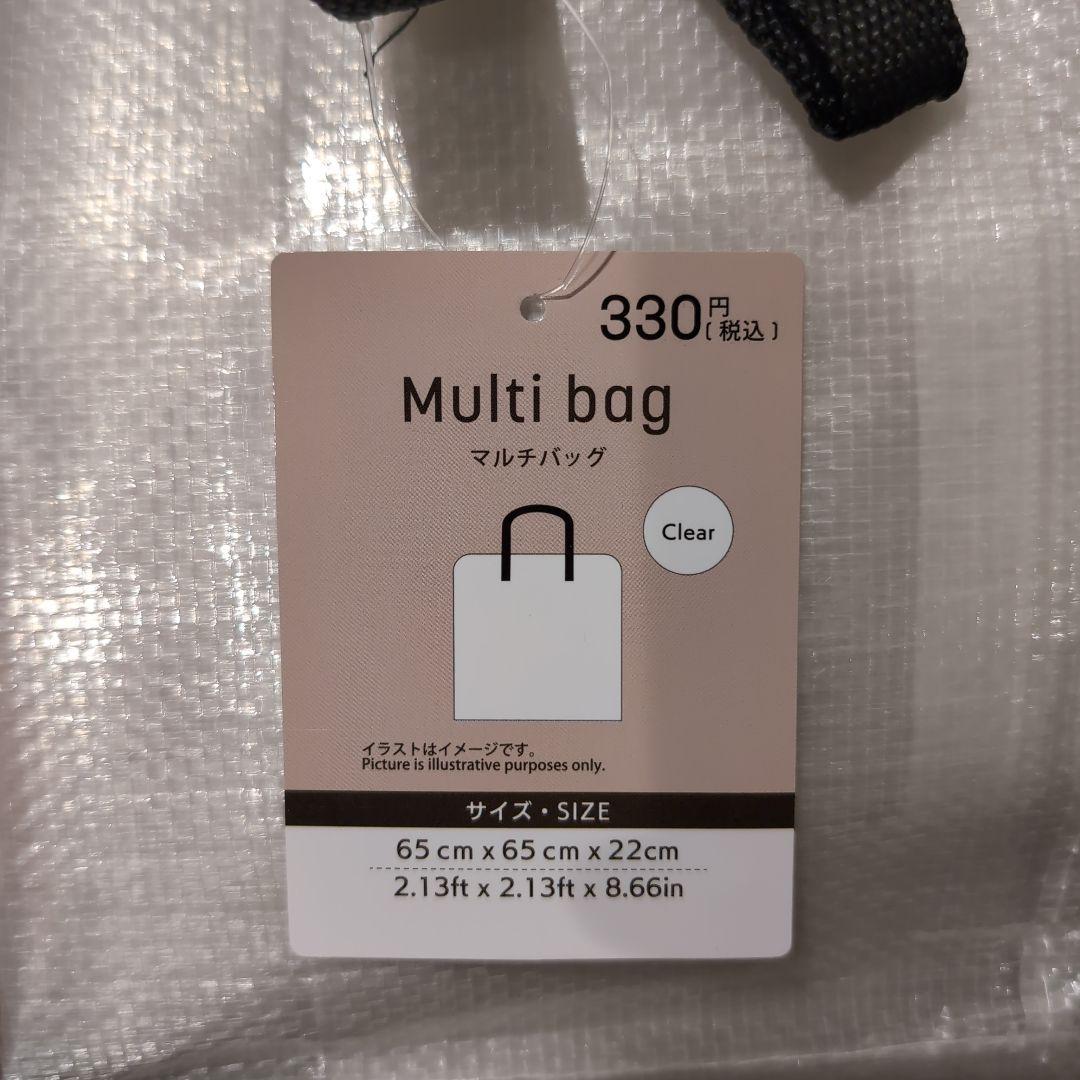 330円
[税込]
Multi bag
マルチバッグ
Clear
イラストはイメージです。
Picture is illustrative purposes only.
サイズ・SIZE
65 cm x 65 cm x 22cm
2.13ft x 2.13ft x 8.66in